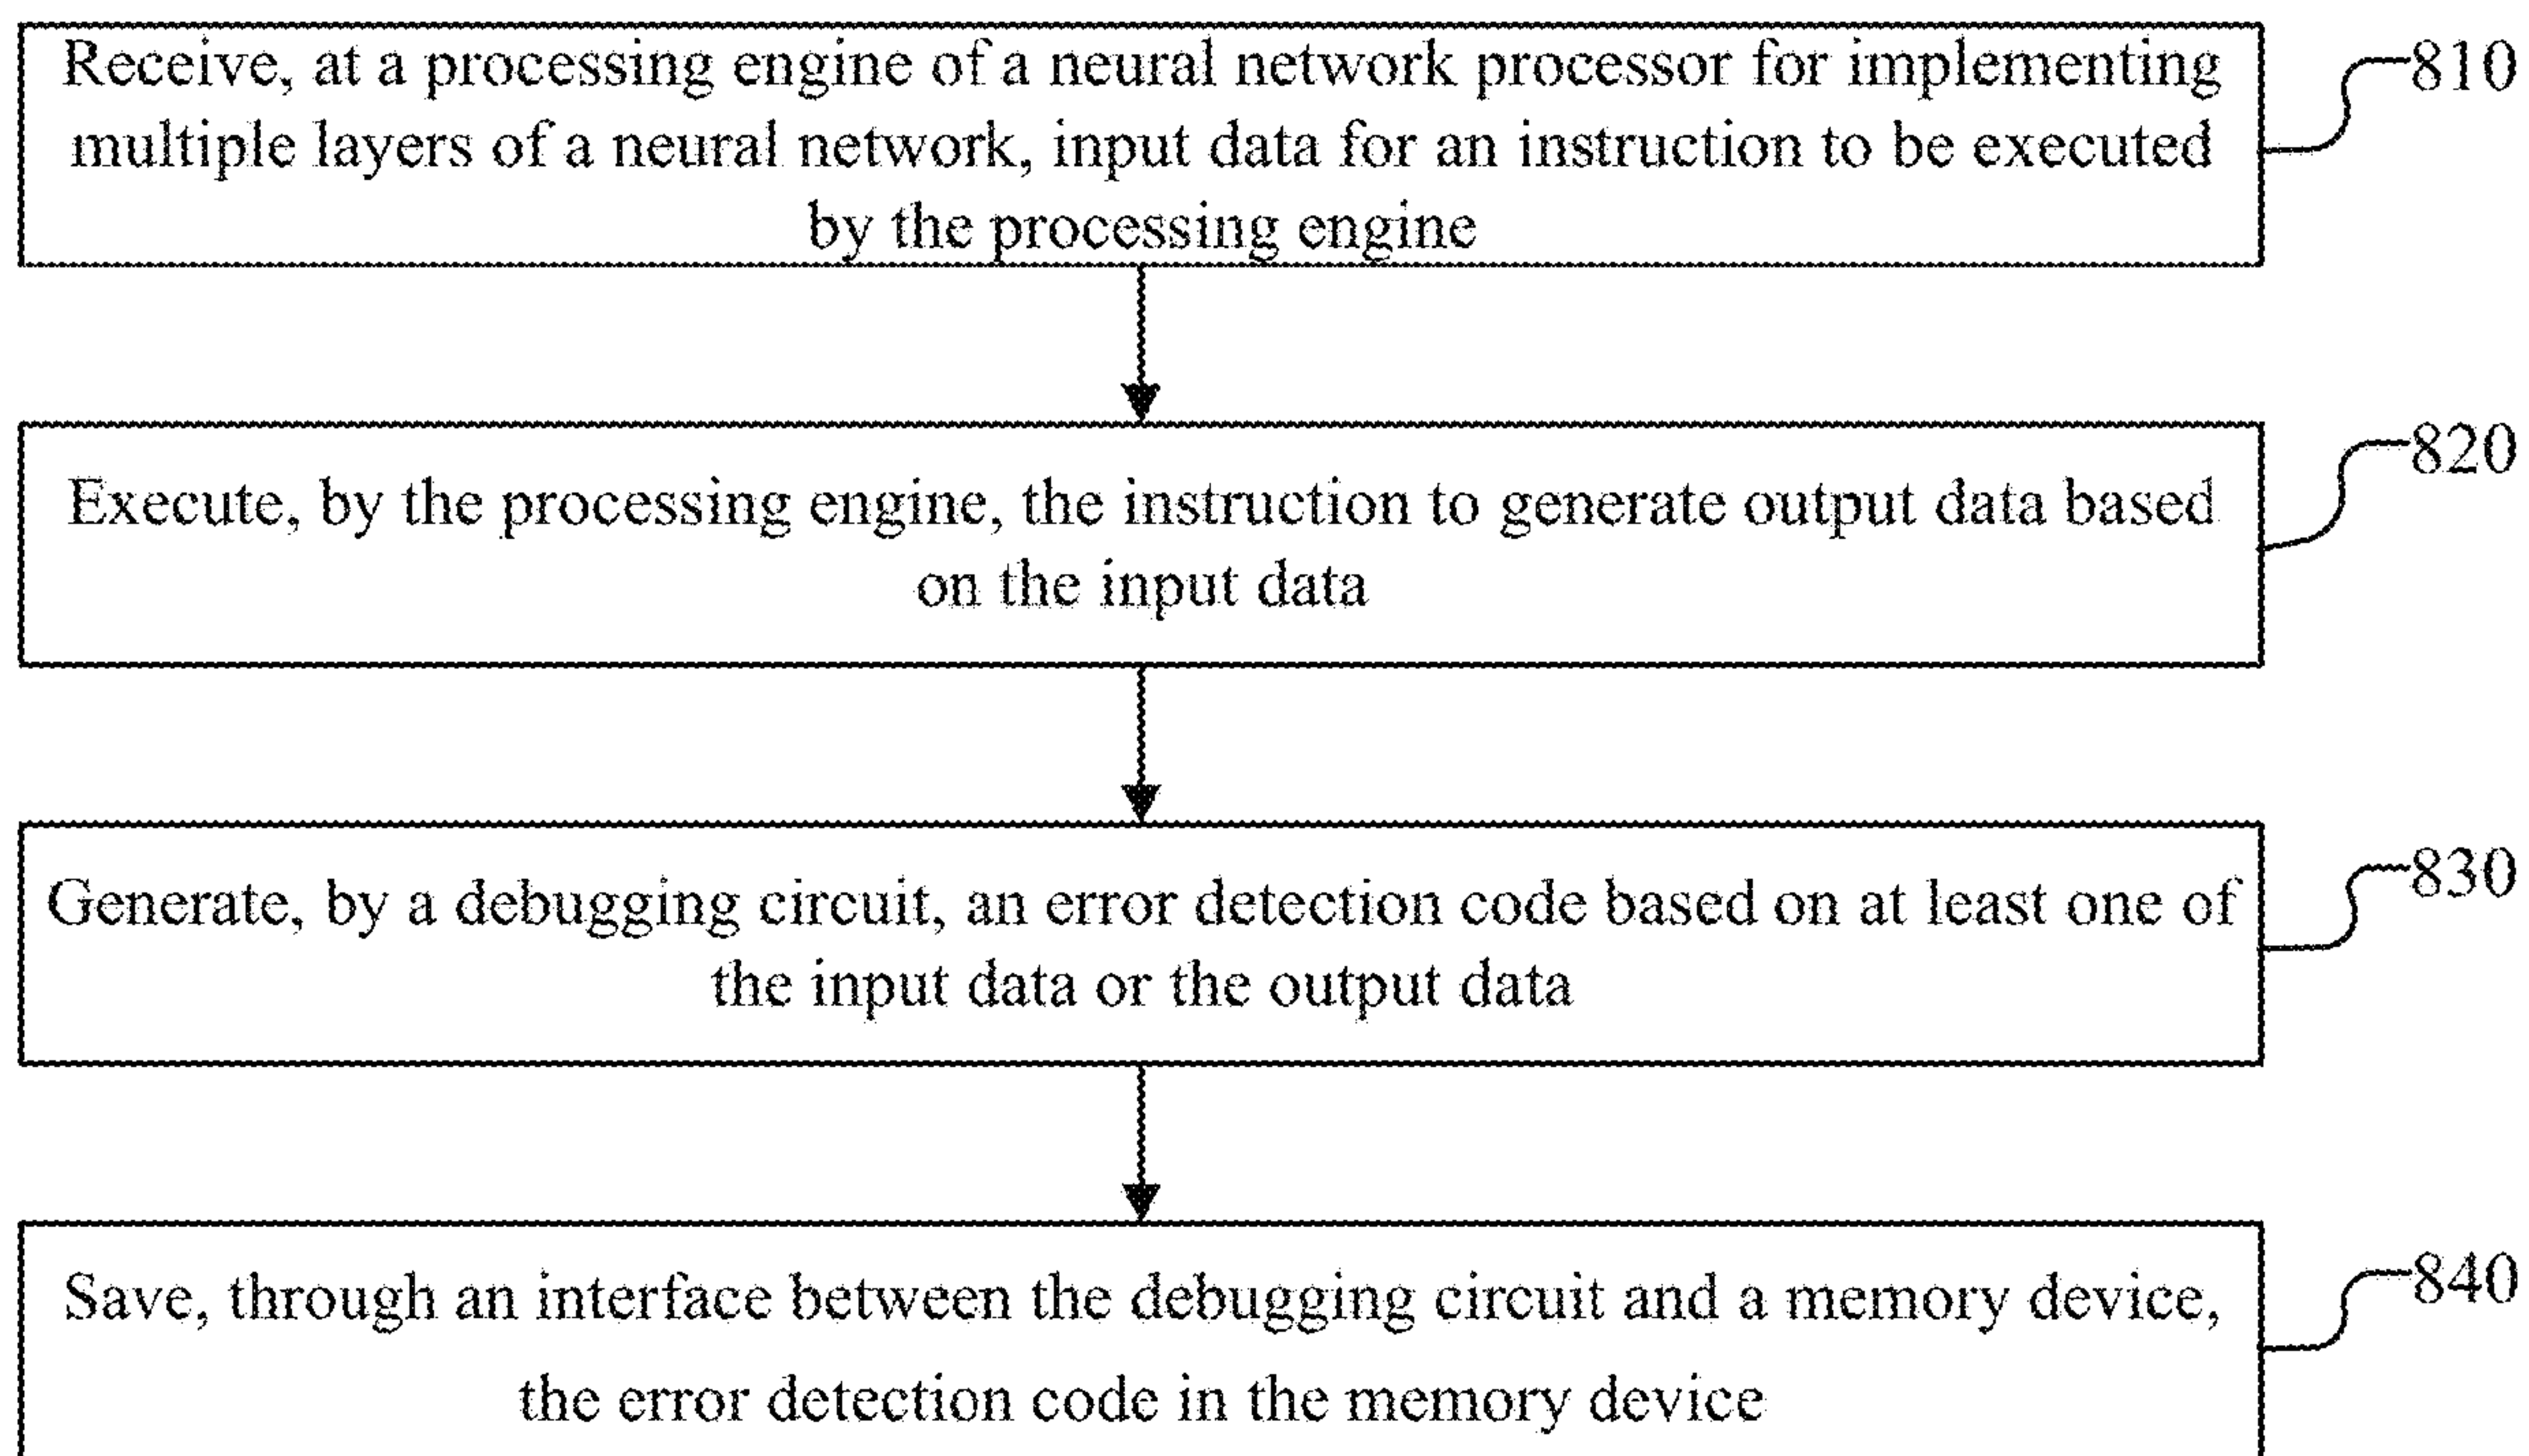 Receive, at a processing engine of a neural network processor for implementing
multiple layers of a neural network, input data for an instruction to be executed
by the processing engine
810
Execute, by the processing engine, the instruction to generate output data based
on the input data
820
Generate, by a debugging circuit, an error detection code based on at least one of
the input data or the output data
830
Save, through an interface between the debugging circuit and a memory device,
the error detection code in the memory device
840